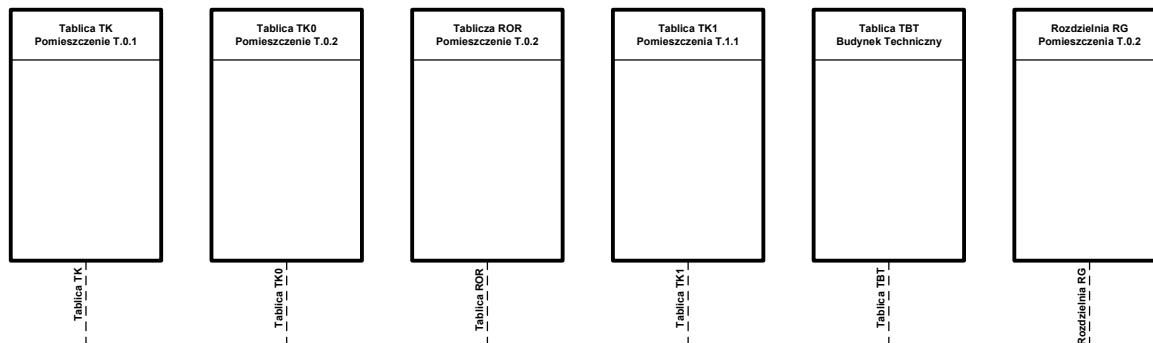 Tablica TK
Pomieszczenie T.0.1
Tablica TK0
Pomieszczenie T.0.2
Tablicza ROR
Pomieszczenie T.0.2
Tablica TK1
Pomieszczenia T.1.1
Tablica TBT
Budynek Techniczny
Rozdzielnia RG
Pomieszczenia T.0.2
Tablica TK
Tablica TK0
Tablica ROR
Tablica TK1
Tablica TBT
Rozdzielnia RG